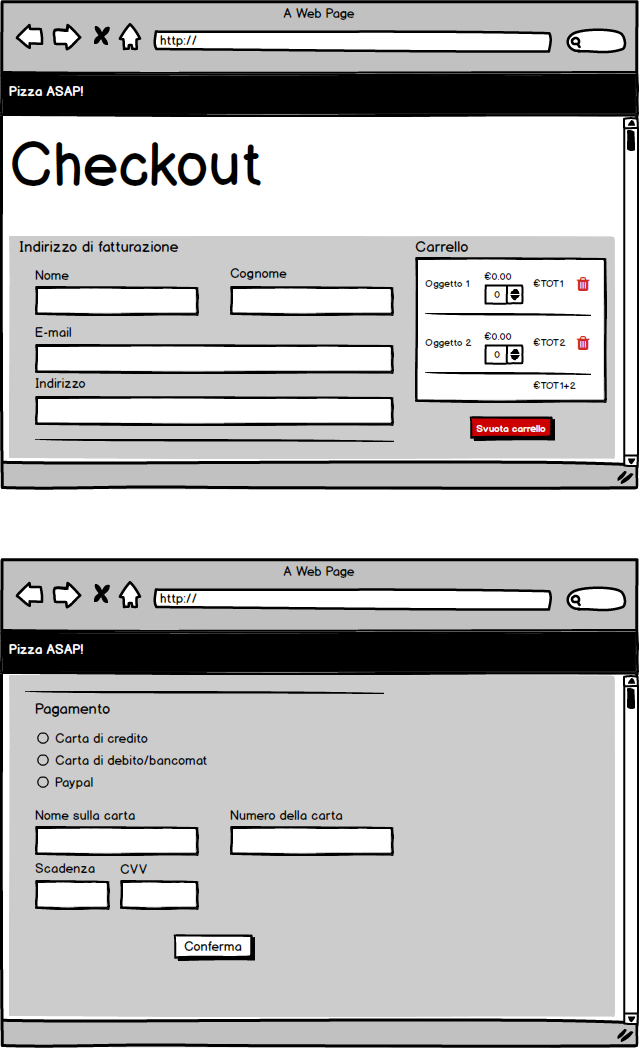 A Web Page
http://
Pizza ASAP!
Checkout
Indirizzo di fatturazione
Nome
Cognome
E-mail
Indirizzo
Carrello
Oggetto 1
€0.00
0
€TOT1
Oggetto 2
€0.00
0
€TOT2
€TOT1+2
Svuota carrello
A Web Page
http://
Pizza ASAP!
Pagamento
Carta di credito
Carta di debito/bancomat
Paypal
Nome sulla carta
Numero della carta
Scadenza
CVV
Conferma